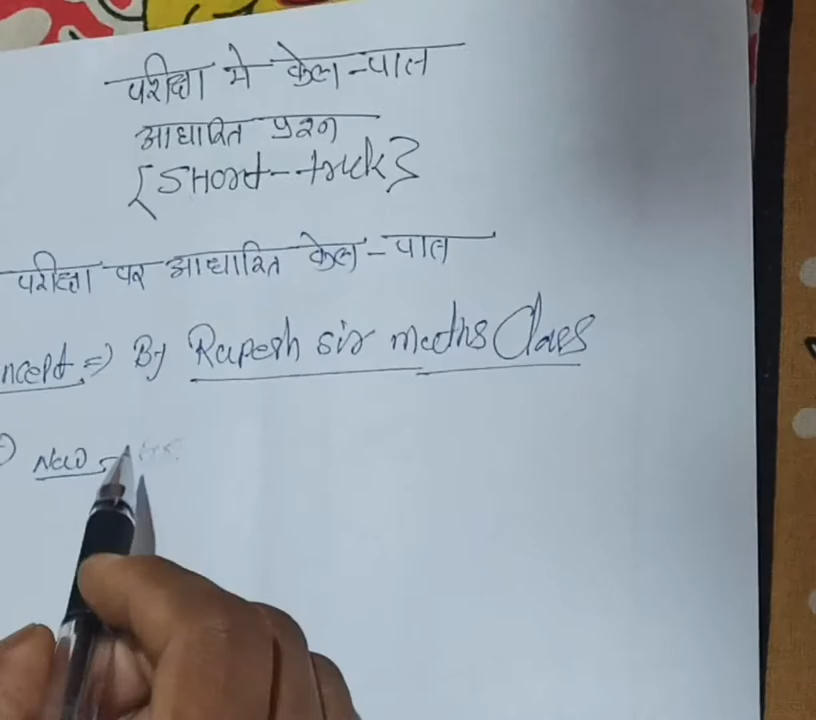 परीक्षा मे फेल-पास
आधारित प्रश्न
{SHort-trick}
परीक्षा पर आधारित फेल-पास
ncept => By Rupesh sir maths Class
New